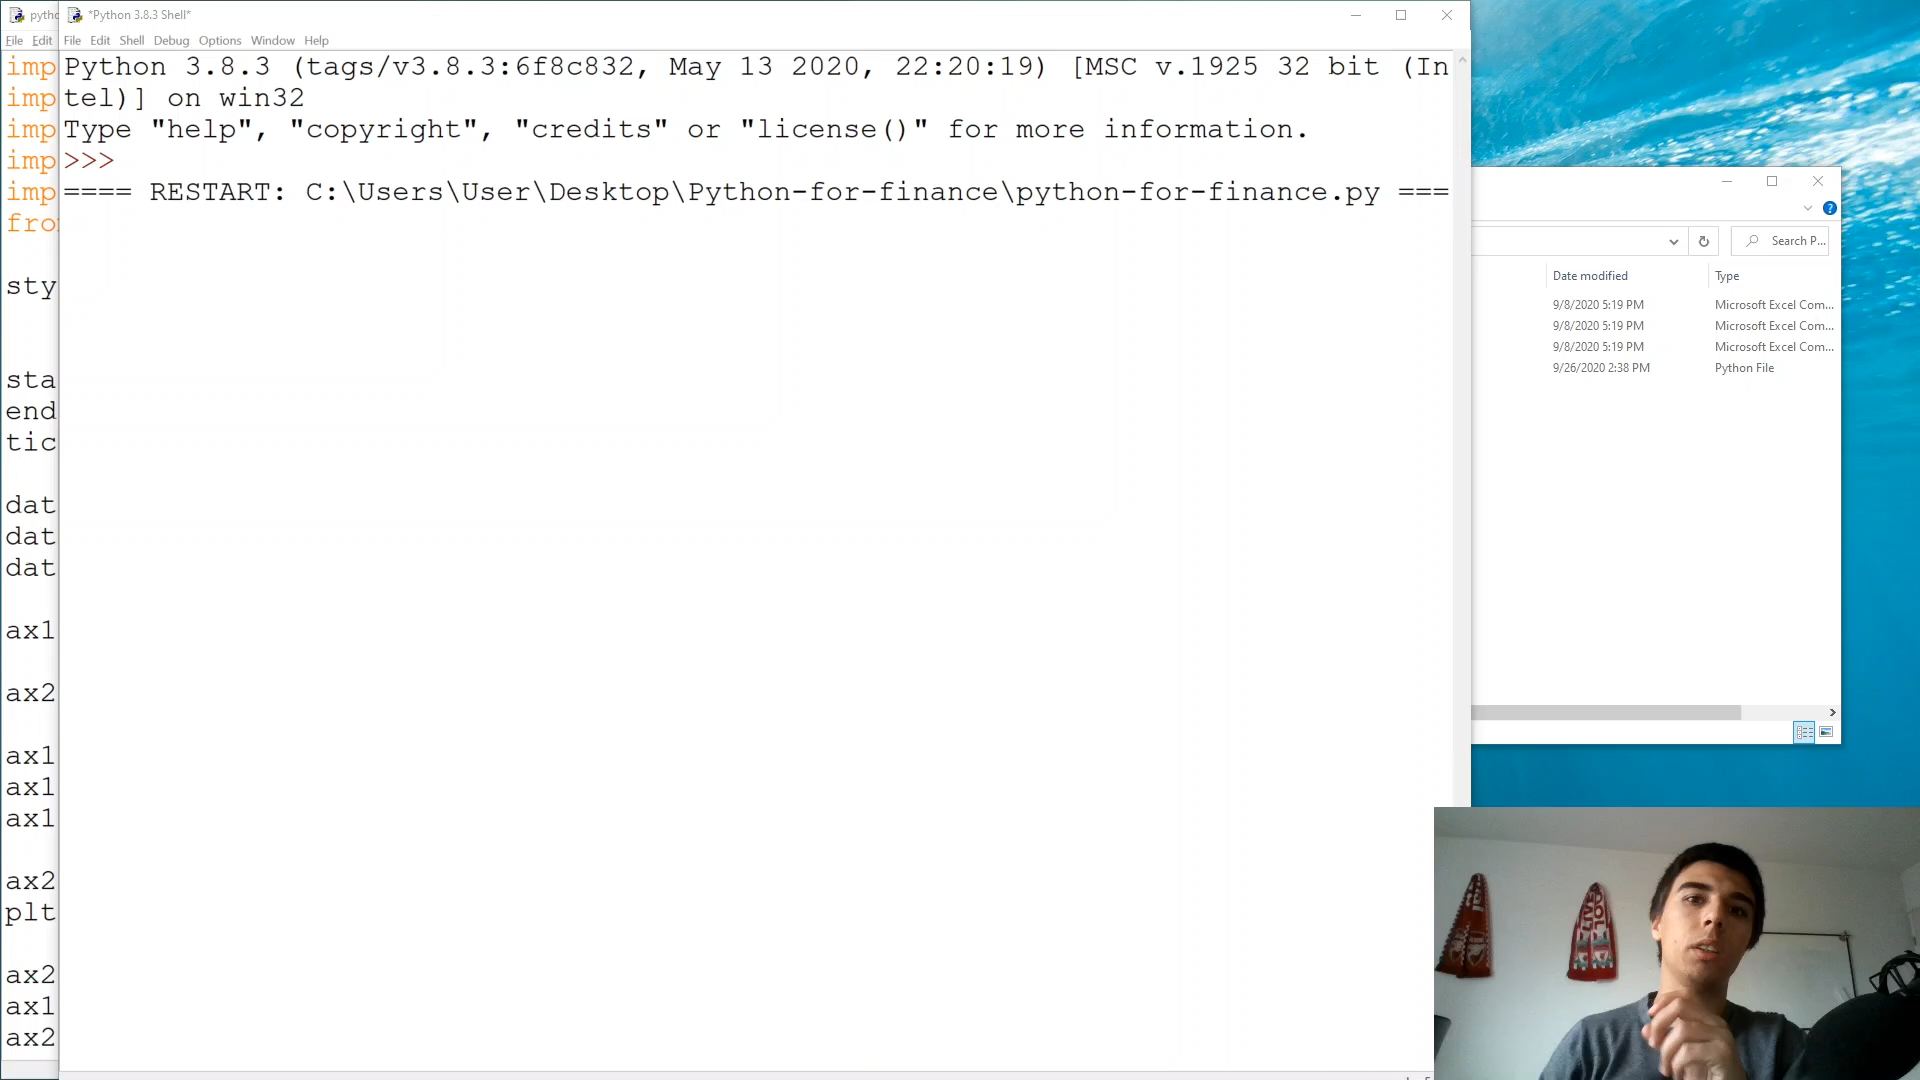 pytho
File Edit
imp
imp
imp
imp
imp
fro
sty
sta
end
tic
dat
dat
dat
ax1
ax2
ax1
ax1
ax1
ax2
plt
ax2
ax1
ax2
*Python 3.8.3 Shell*
File Edit Shell Debug Options Window Help
Python 3.8.3 (tags/v3.8.3:6f8c832, May 13 2020, 22:20:19) [MSC v.1925 32 bit (In
tel)] on win32
Type "help", "copyright", "credits" or "license()" for more information.
>>>
==== RESTART: C:\Users\User\Desktop\Python-for-finance\python-for-finance.py ===
Search P...
Date modified Type
9/8/2020 5:19 PM Microsoft Excel Com...
9/8/2020 5:19 PM Microsoft Excel Com...
9/8/2020 5:19 PM Microsoft Excel Com...
9/26/2020 2:38 PM Python File